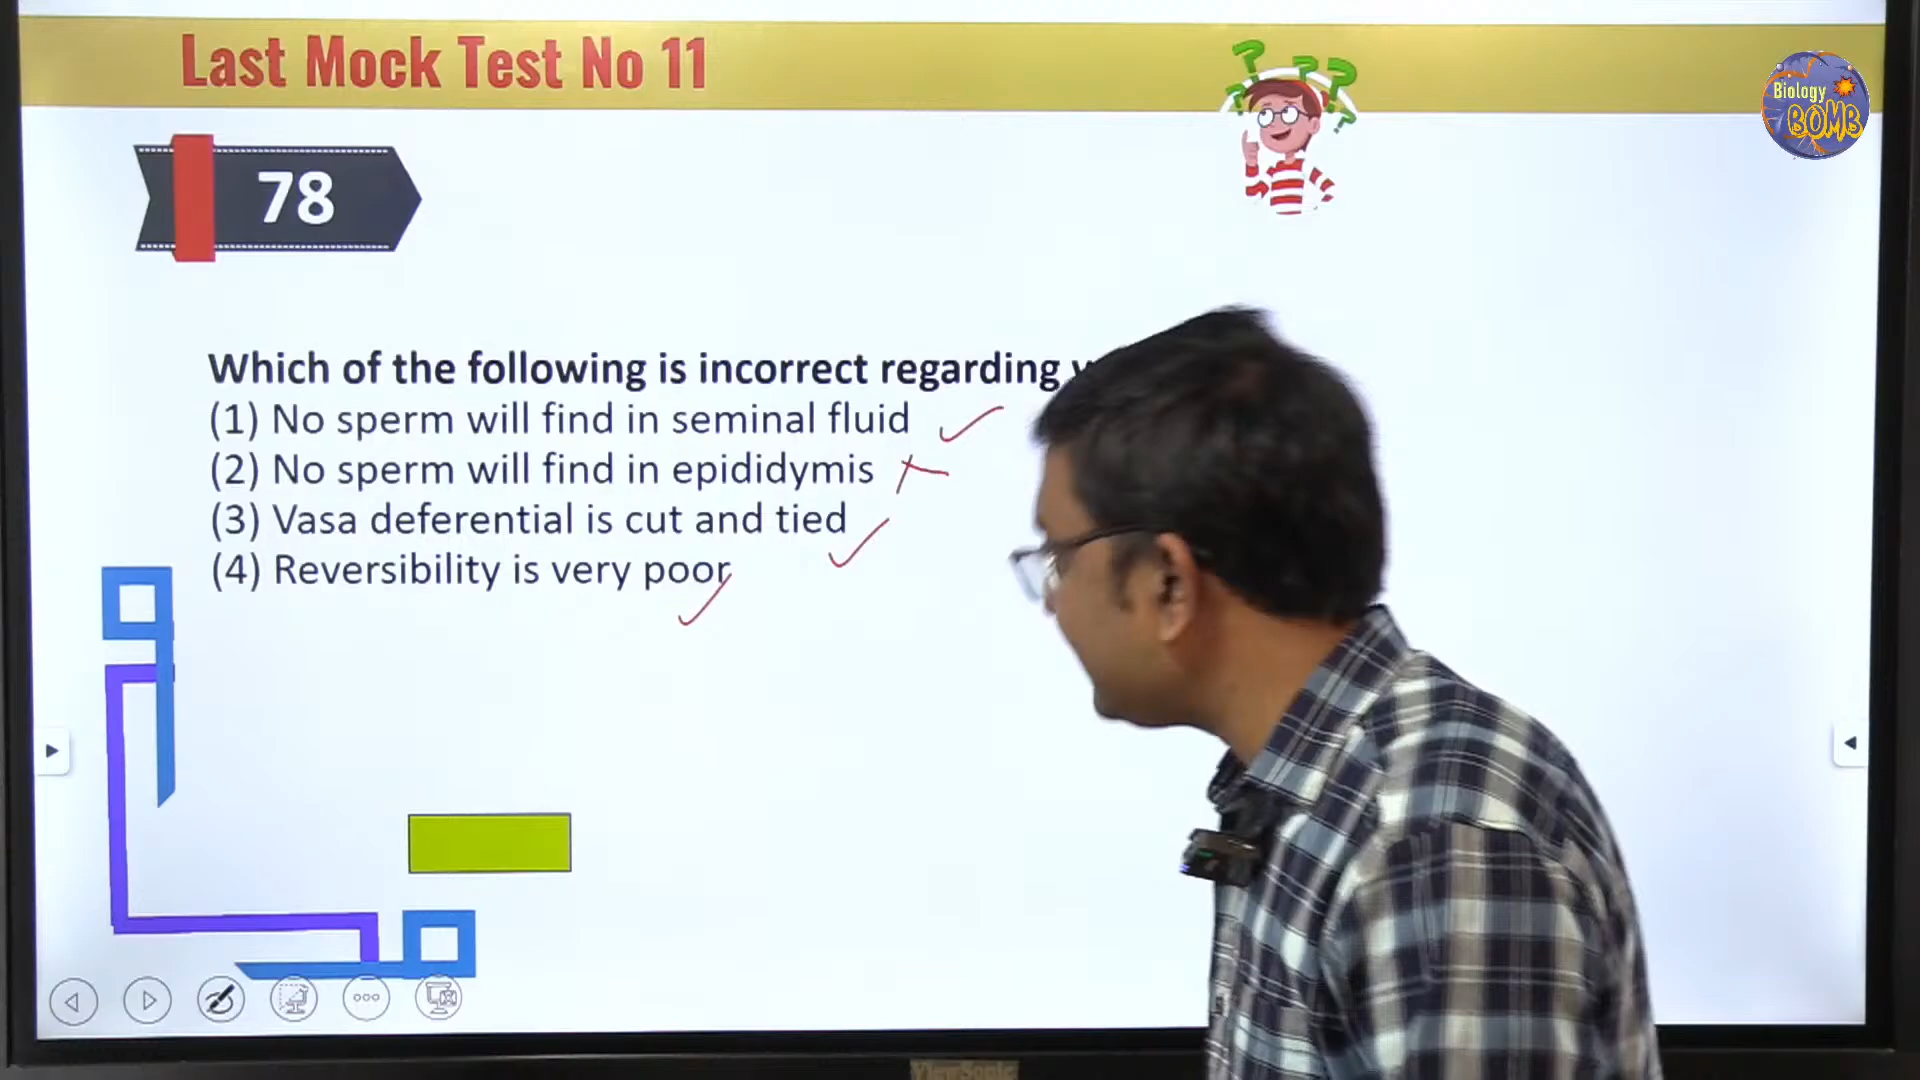 Last Mock Test No 11
Biology
BOMB
78
Which of the following is incorrect regarding
(1) No sperm will find in seminal fluid
(2) No sperm will find in epididymis
(3) Vasa deferential is cut and tied
(4) Reversibility is very poor
ViewSonic